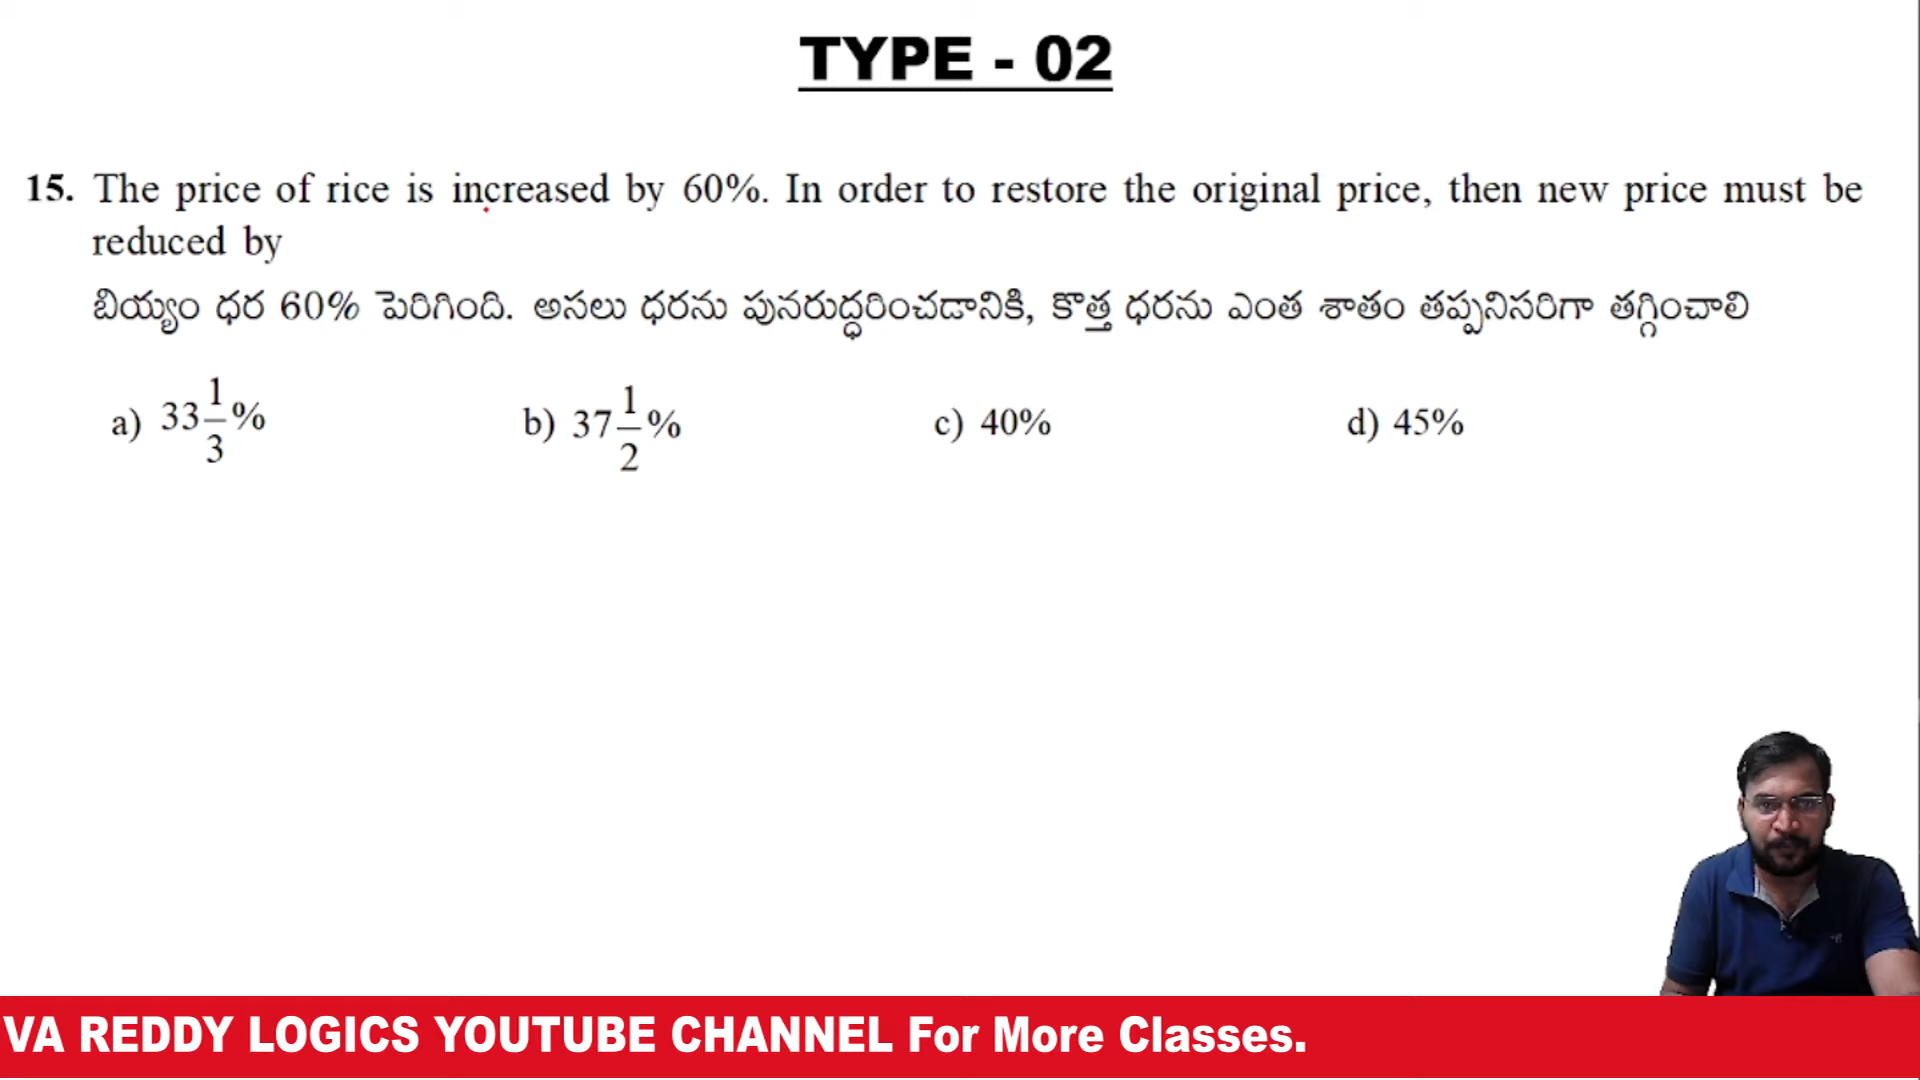 TYPE - 02
15. The price of rice is increased by 60%. In order to restore the original price, then new price must be
reduced by
బియ్యం ధర 60% పెరిగింది. అసలు ధరను పునరుద్ధరించడానికి, కొత్త ధరను ఎంత శాతం తప్పనిసరిగా తగ్గించాలి
a) 33 1/3 % b) 37 1/2 % c) 40% d) 45%
VA REDDY LOGICS YOUTUBE CHANNEL For More Classes.